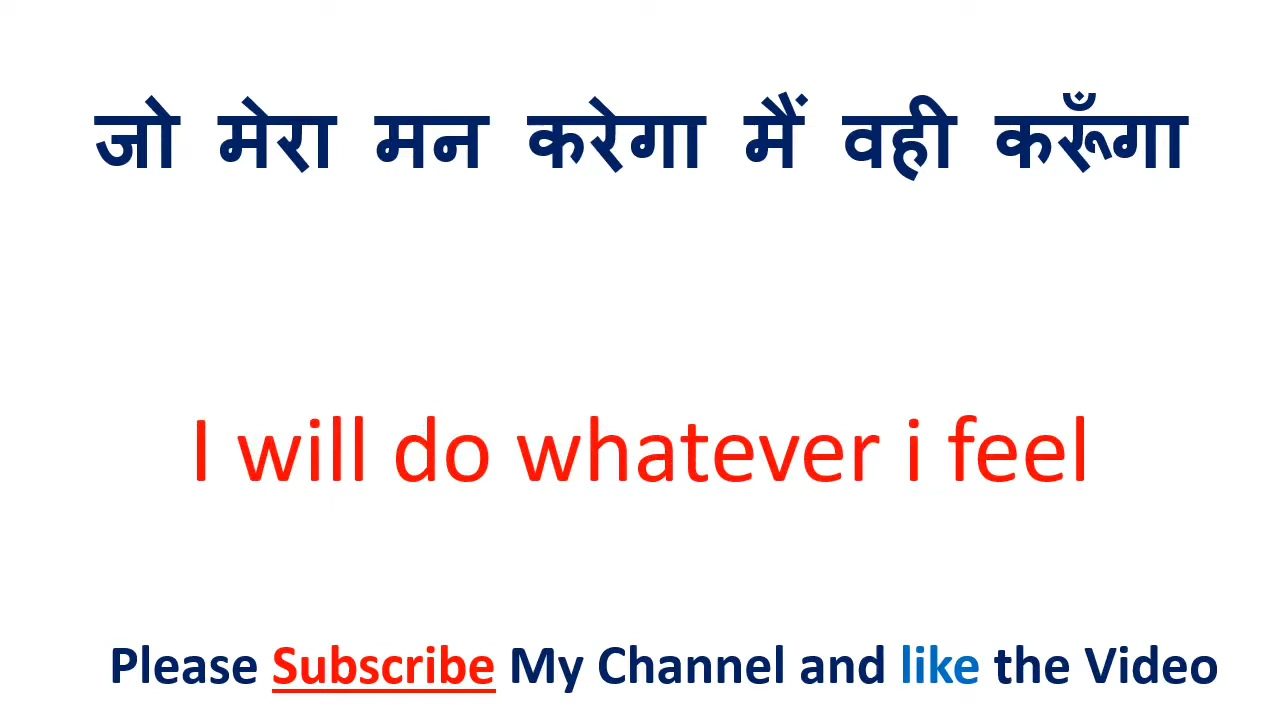 जो मेरा मन करेगा मैं वही करूँगा
I will do whatever i feel
Please Subscribe My Channel and like the Video